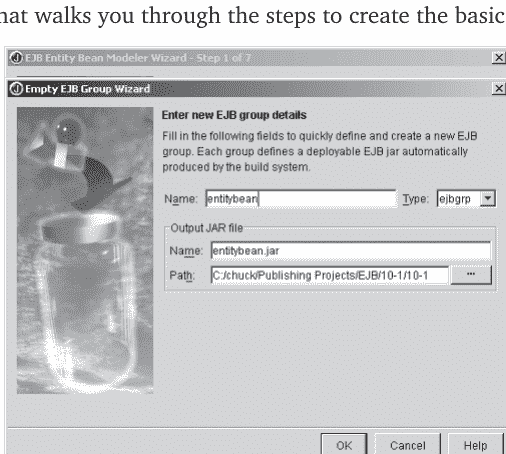 hat walks you through the steps to create the basic
EJB Entity Bean Modeler Wizard - Step 1 of 7
Empty EJB Group Wizard
Enter new EJB group details
Fill in the following fields to quickly define and create a new EJB
group. Each group defines a deployable EJB jar automatically
produced by the build system.
Name: entitybean Type: ejbgrp
Output JAR file
Name: entitybean.jar
Path: C:/chuck/Publishing Projects/EJB/10-1/10-1 ...
OK Cancel Help